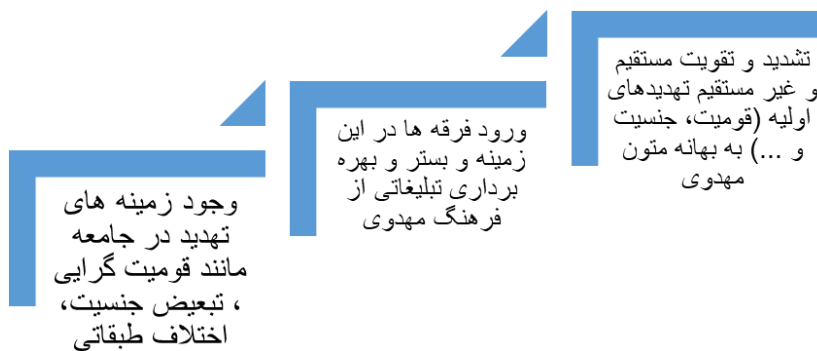 وجود زمینه های
تهدید در جامعه
مانند قومیت گرایی
، تبعیض جنسیت،
اختلاف طبقاتی
ورود فرقه ها در این
زمینه و بستر و بهره
برداری تبلیغاتی از
فرهنگ مهدوی
تشدید و تقویت مستقیم
و غیر مستقیم تهدیدهای
اولیه (قومیت، جنسیت
و ...) به بهانه متون
مهدوی